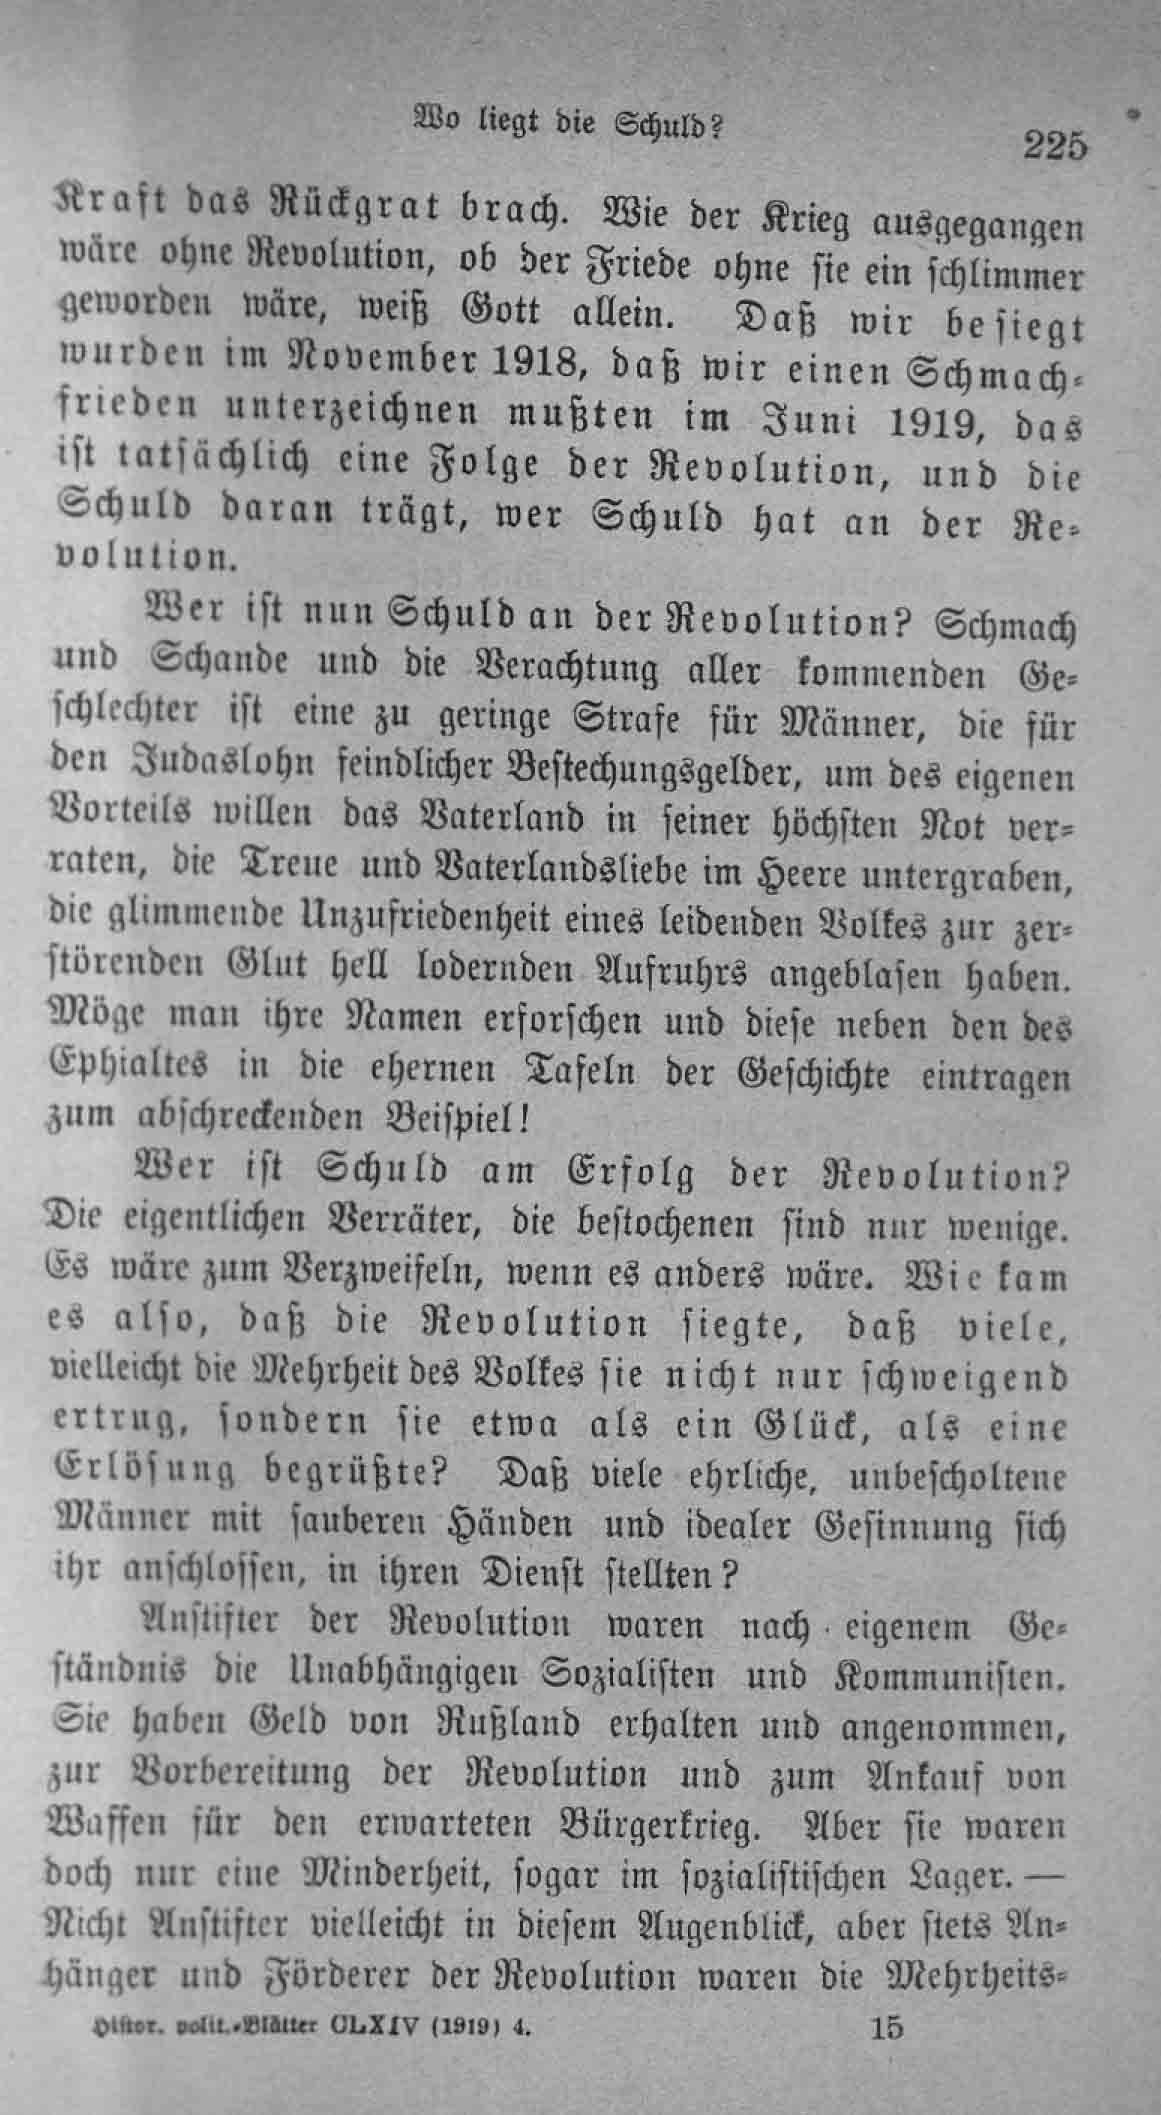 Wo liegt die Schuld?
225
Kraft das Rückgrat brach. Wie der Krieg ausgegangen
wäre ohne Revolution, ob der Friede ohne sie ein schlimmer
geworden wäre, weiß Gott allein. Daß wir besiegt
wurden im November 1918, daß wir einen Schmach-
frieden unterzeichnen mußten im Juni 1919, das
ist tatsächlich eine Folge der Revolution, und die
Schuld daran trägt, wer Schuld hat an der Re-
volution.
Wer ist nun Schuld an der Revolution? Schmach
und Schande und die Verachtung aller kommenden Ge-
schlechter ist eine zu geringe Strafe für Männer, die für
den Judaslohn feindlicher Bestechungsgelder, um des eigenen
Vorteils willen das Vaterland in seiner höchsten Not ver-
raten, die Treue und Vaterlandsliebe im Heere untergraben,
die glimmende Unzufriedenheit eines leidenden Volkes zur zer-
störenden Glut hell lodernden Aufruhrs angeblasen haben.
Möge man ihre Namen erforschen und diese neben den des
Ephialtes in die ehernen Tafeln der Geschichte eintragen
zum abschreckenden Beispiel!
Wer ist Schuld am Erfolg der Revolution?
Die eigentlichen Verräter, die bestochenen sind nur wenige.
Es wäre zum Verzweifeln, wenn es anders wäre. Wie kam
es also, daß die Revolution siegte, daß viele,
vielleicht die Mehrheit des Volkes sie nicht nur schweigend
ertrug, sondern sie etwa als ein Glück, als eine
Erlösung begrüßte? Daß viele ehrliche, unbescholtene
Männer mit sauberen Händen und idealer Gesinnung sich
ihr anschlossen, in ihren Dienst stellten?
Anstifter der Revolution waren nach eigenem Ge-
ständnis die Unabhängigen Sozialisten und Kommunisten.
Sie haben Geld von Rußland erhalten und angenommen,
zur Vorbereitung der Revolution und zum Ankauf von
Waffen für den erwarteten Bürgerkrieg. Aber sie waren
doch nur eine Minderheit, sogar im sozialistischen Lager. —
Nicht Anstifter vielleicht in diesem Augenblick, aber stets An-
hänger und Förderer der Revolution waren die Mehrheits-
Histor. polit.-Blätter CLXIV (1919) 4.
15